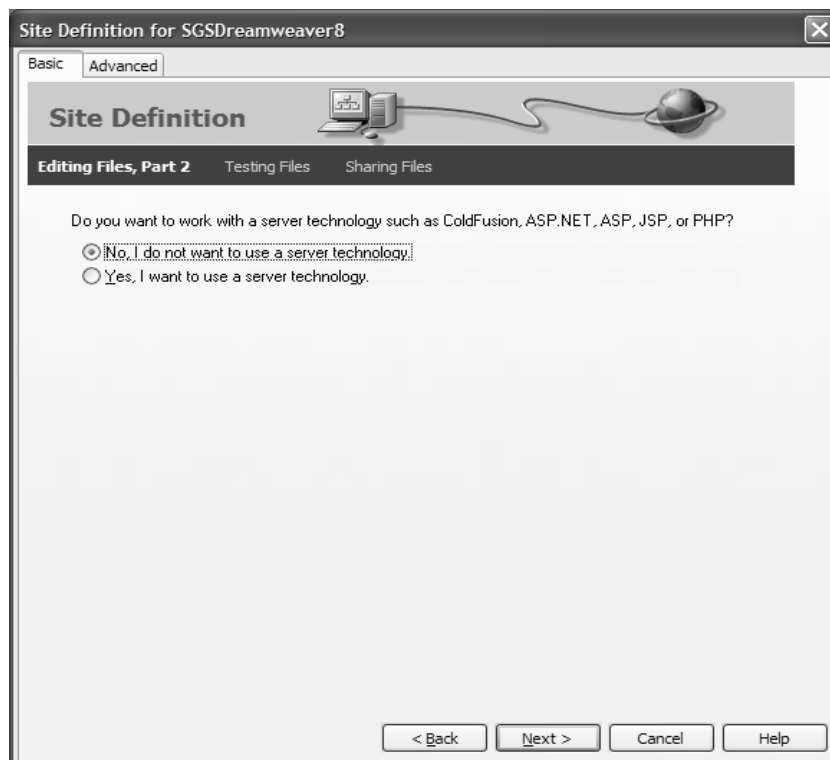 Site Definition for SGSDreamweaver8
Basic Advanced
Site Definition
Editing Files, Part 2 Testing Files Sharing Files
Do you want to work with a server technology such as ColdFusion, ASP.NET, ASP, JSP, or PHP?
No, I do not want to use a server technology.
Yes, I want to use a server technology.
< Back Next > Cancel Help